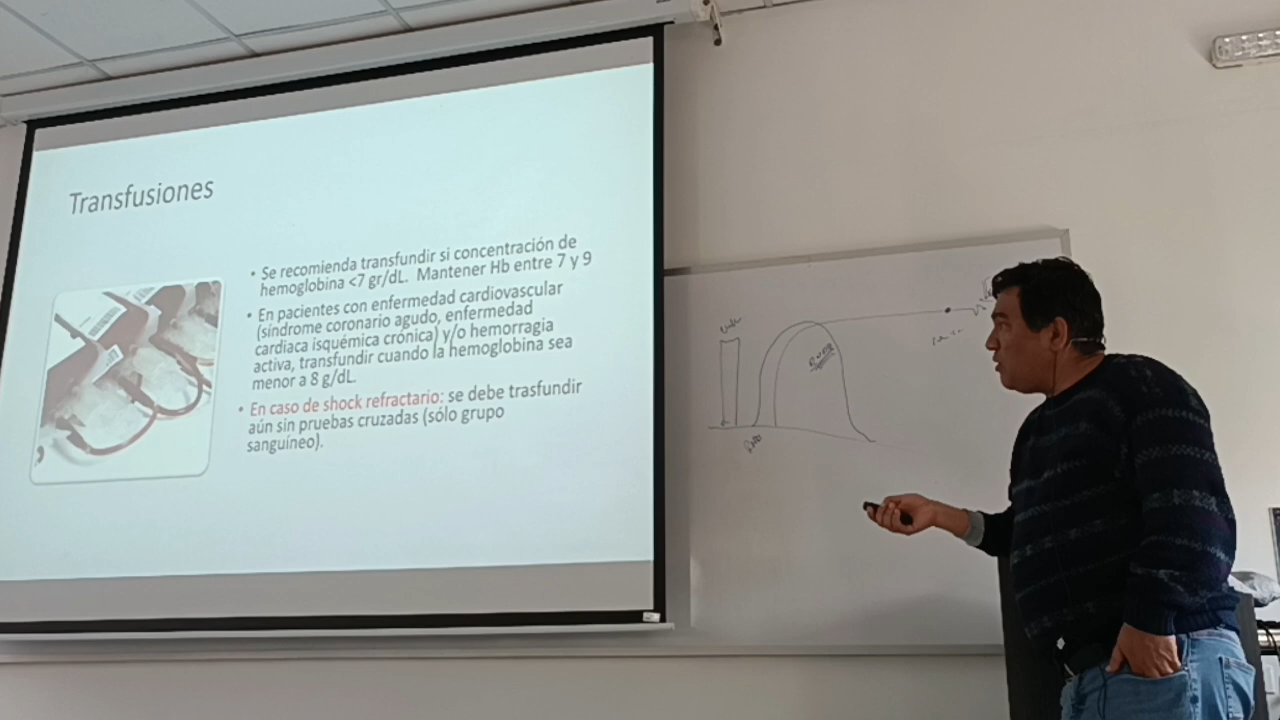 Transfusiones
• Se recomienda transfundir si concentración de
hemoglobina <7 gr/dL. Mantener Hb entre 7 y 9
• En pacientes con enfermedad cardiovascular
(síndrome coronario agudo, enfermedad
cardiaca isquémica crónica) y/o hemorragia
activa, transfundir cuando la hemoglobina sea
menor a 8 g/dL.
• En caso de shock refractario: se debe trasfundir
aún sin pruebas cruzadas (sólo grupo
sanguíneo).